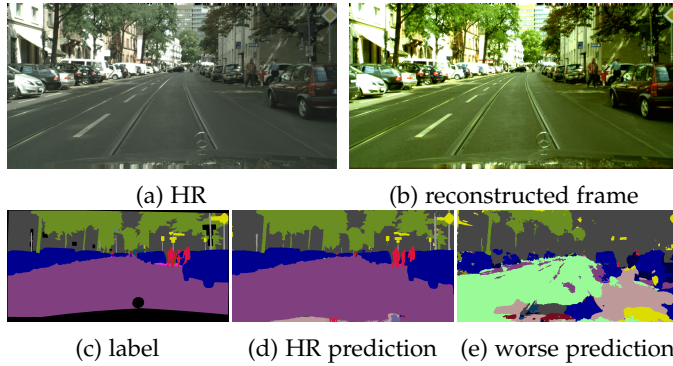 (a) HR
(b) reconstructed frame
(c) label
(d) HR prediction
(e) worse prediction